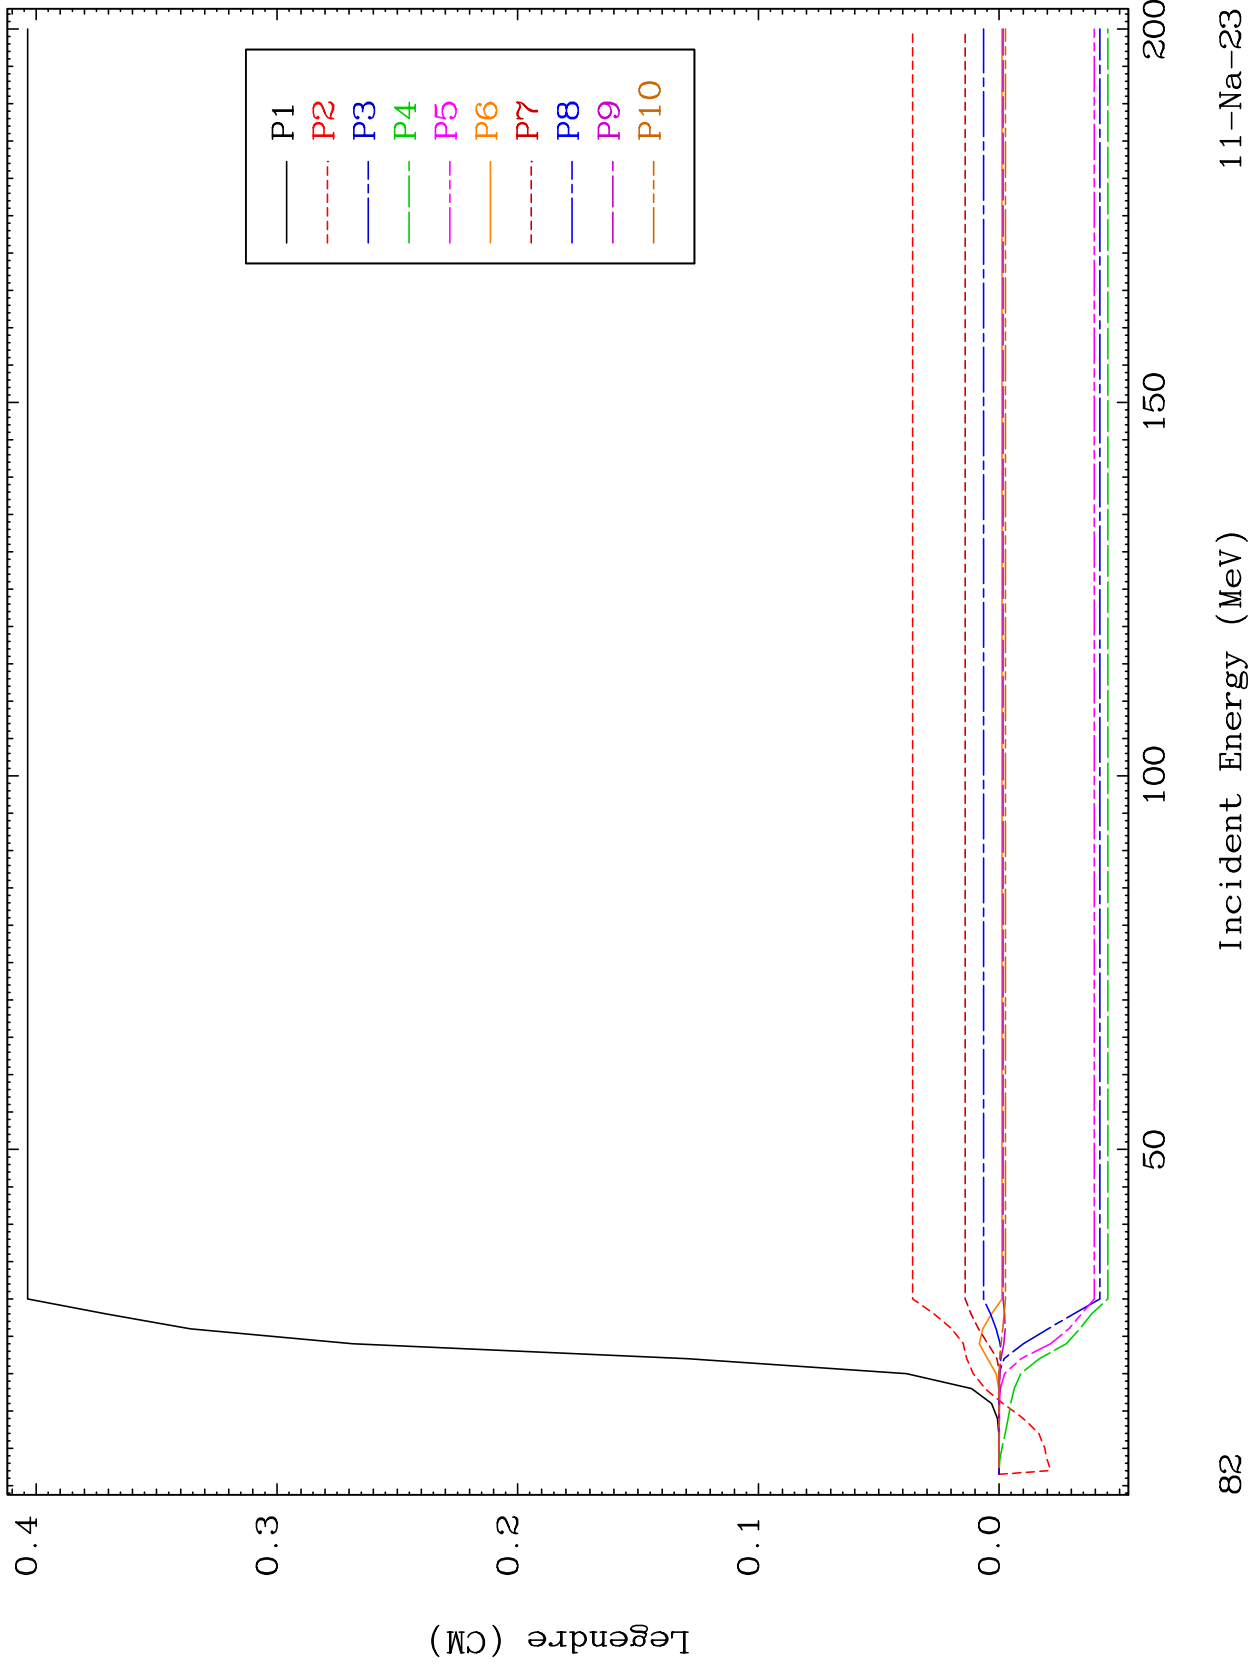 Legendre (CM)
0.4
0.3
0.2
0.1
0.0
P1
P2
P3
P4
P5
P6
P7
P8
P9
P10
50
100
150
200
Incident Energy (MeV)
82
11-Na-23